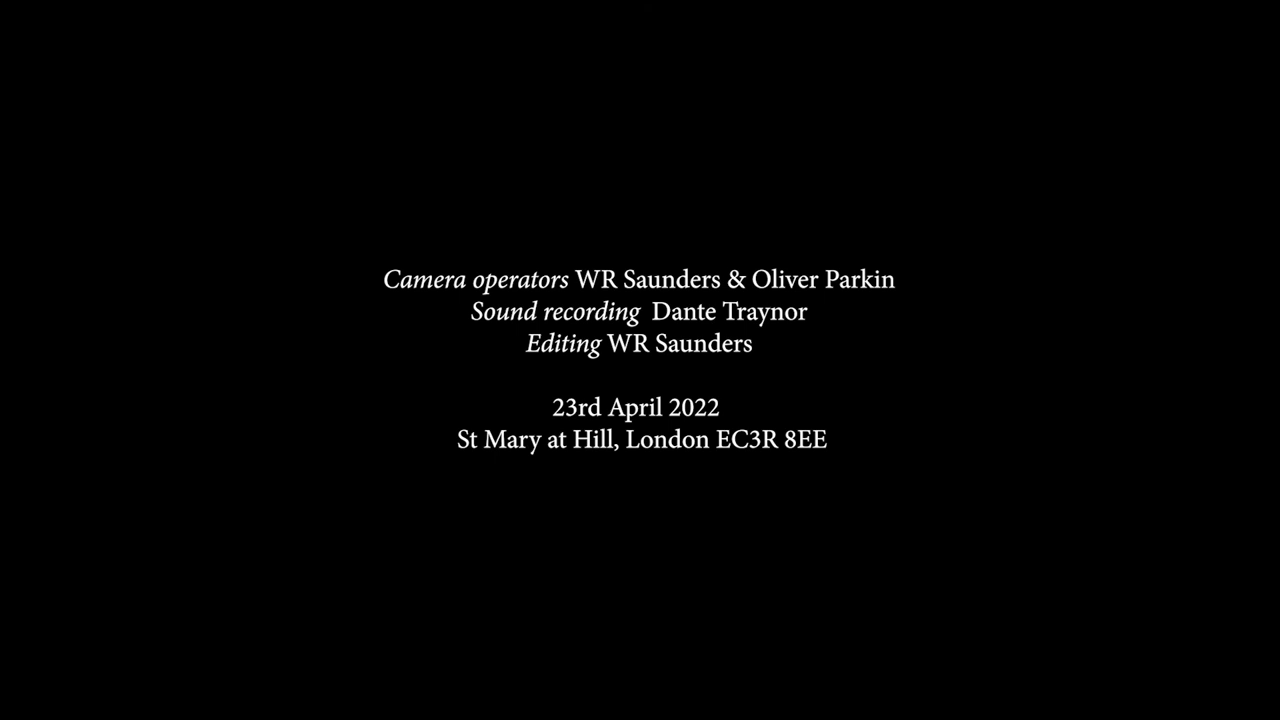 Camera operators WR Saunders & Oliver Parkin
Sound recording Dante Traynor
Editing WR Saunders
23rd April 2022
St Mary at Hill, London EC3R 8EE